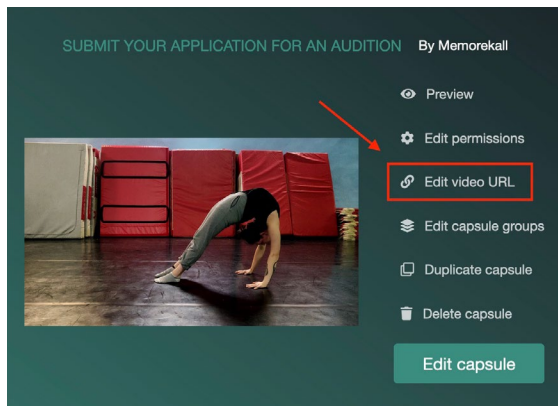 SUBMIT YOUR APPLICATION FOR AN AUDITION By Memorekall
Preview
Edit permissions
Edit video URL
Edit capsule groups
Duplicate capsule
Delete capsule
Edit capsule